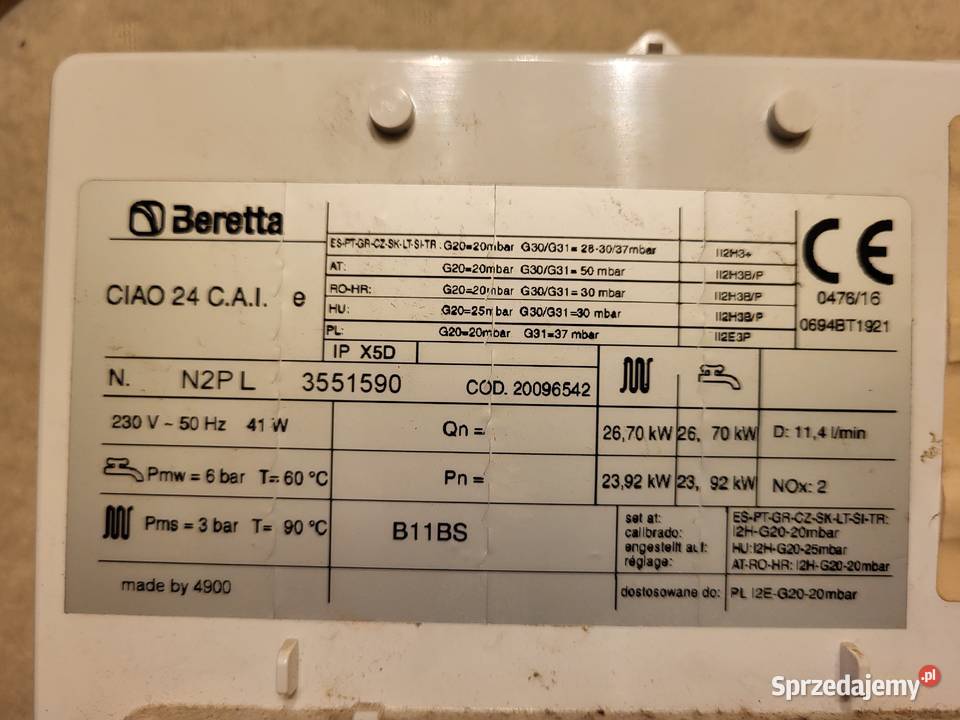 Beretta
CIAO 24 C.A.I. e
ES-PT-GR-CZ-SK-LT-SI-TR : G20=20mbar G30/G31= 28-30/37mbar II2H3+
AT: G20=20mbar G30/G31= 50 mbar II2H3B/P
RO-HR: G20=20mbar G30/G31= 30 mbar II2H3B/P
HU: G20=25mbar G30/G31=30 mbar II2H3B/P
PL: G20=20mbar G31=37 mbar II2E3P
IP X5D
CE
0476/16
0694BT1921
N. N2PL 3551590 COD. 20096542
230 V ~ 50 Hz 41 W Qn = 26,70 kW 26, 70 kW D: 11,4 l/min
Pmw = 6 bar T= 60 °C Pn = 23,92 kW 23, 92 kW NOx: 2
Pms = 3 bar T= 90 °C B11BS
set at:
calibrado:
engestellt auf:
réglage:
ES-PT-GR-CZ-SK-LT-SI-TR:
I2H-G20-20mbar
HU: I2H-G20-25mbar
AT-RO-HR: I2H-G20-20mbar
made by 4900
dostosowane do: PL I2E-G20-20mbar
Sprzedajemy.pl